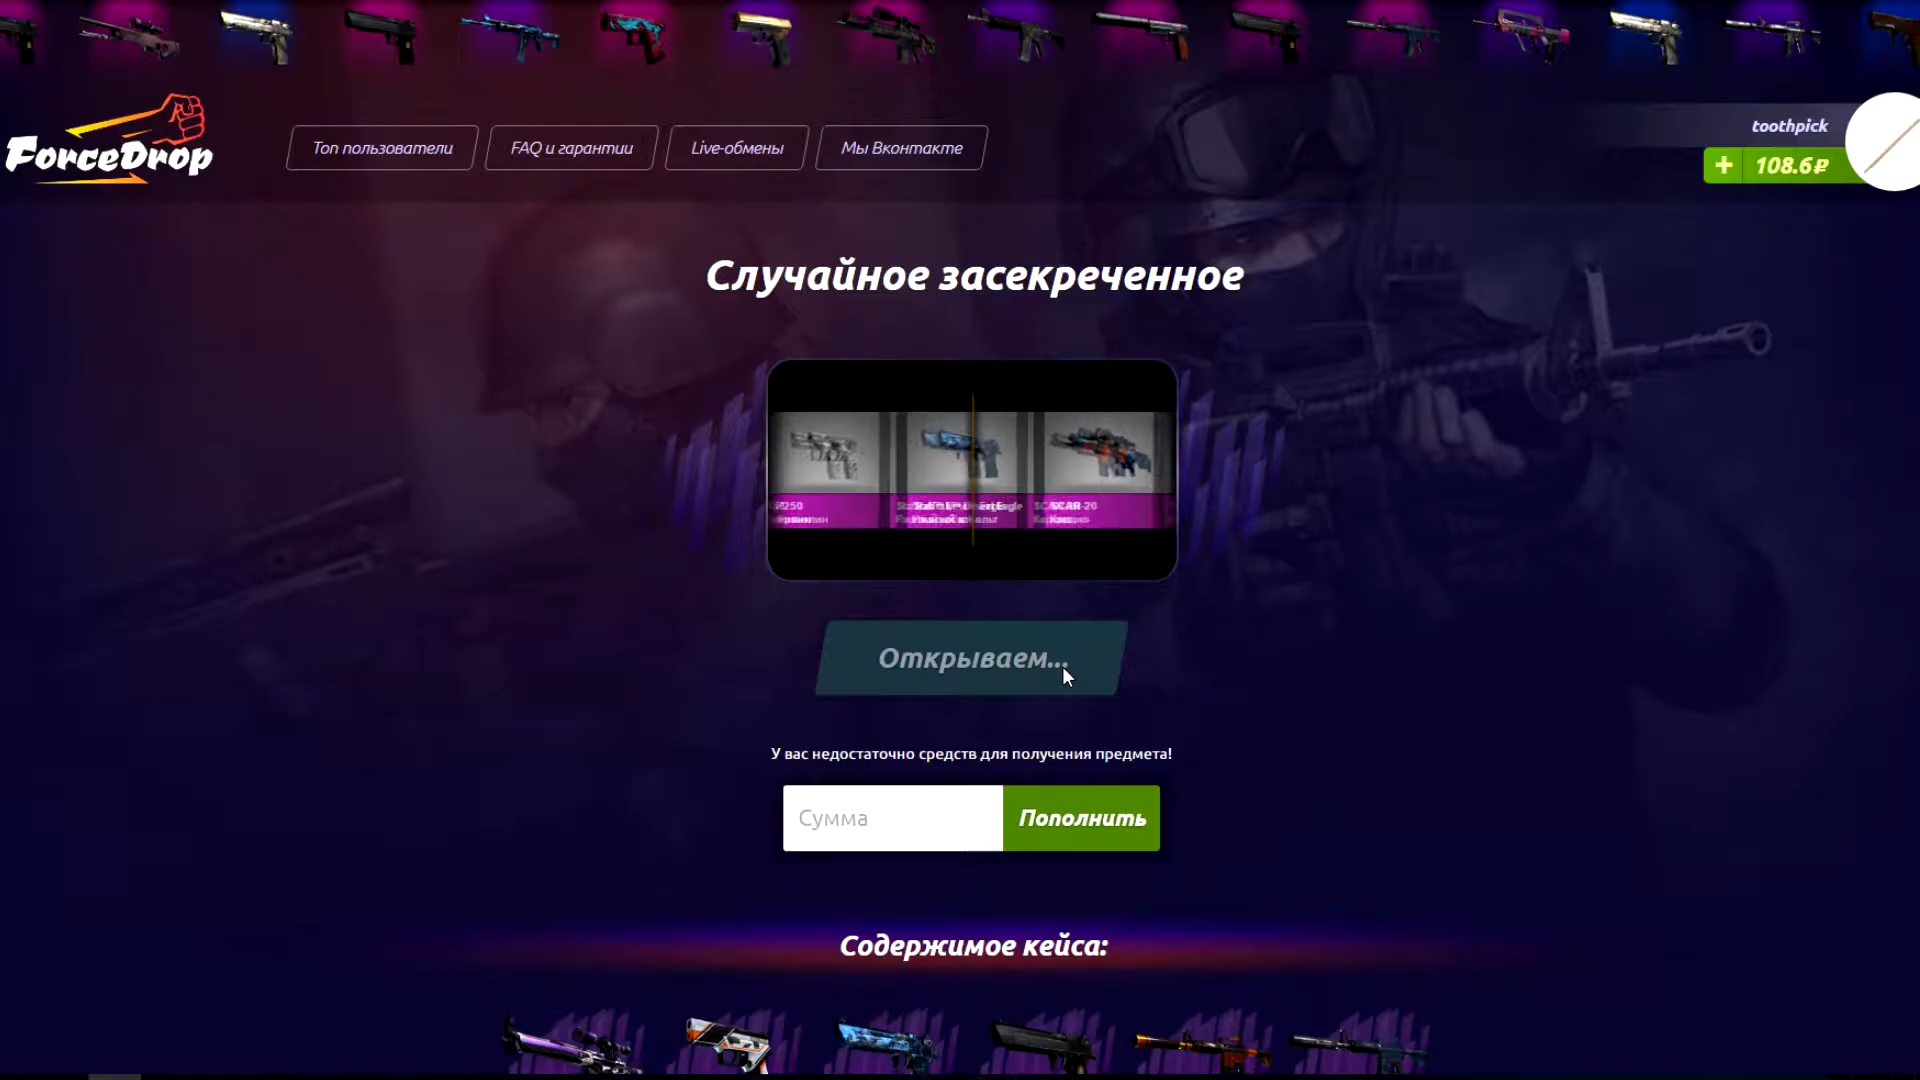 ForceDrop
Топ пользователи
FAQ и гарантии
Live-обмены
Мы Вконтакте
toothpick
+ 108.6₽
Случайное засекреченное
SCAR-20
Открываем...
У вас недостаточно средств для получения предмета!
Сумма
Пополнить
Содержимое кейса: